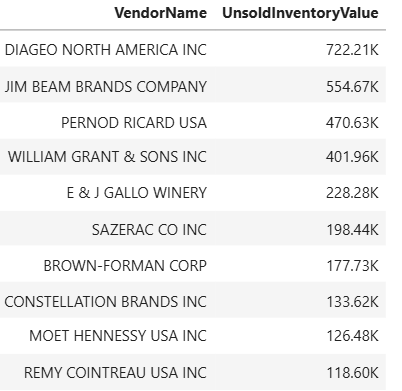 VendorName UnsoldInventoryValue
DIAGEO NORTH AMERICA INC 722.21K
JIM BEAM BRANDS COMPANY 554.67K
PERNOD RICARD USA 470.63K
WILLIAM GRANT & SONS INC 401.96K
E & J GALLO WINERY 228.28K
SAZERAC CO INC 198.44K
BROWN-FORMAN CORP 177.73K
CONSTELLATION BRANDS INC 133.62K
MOET HENNESSY USA INC 126.48K
REMY COINTREAU USA INC 118.60K